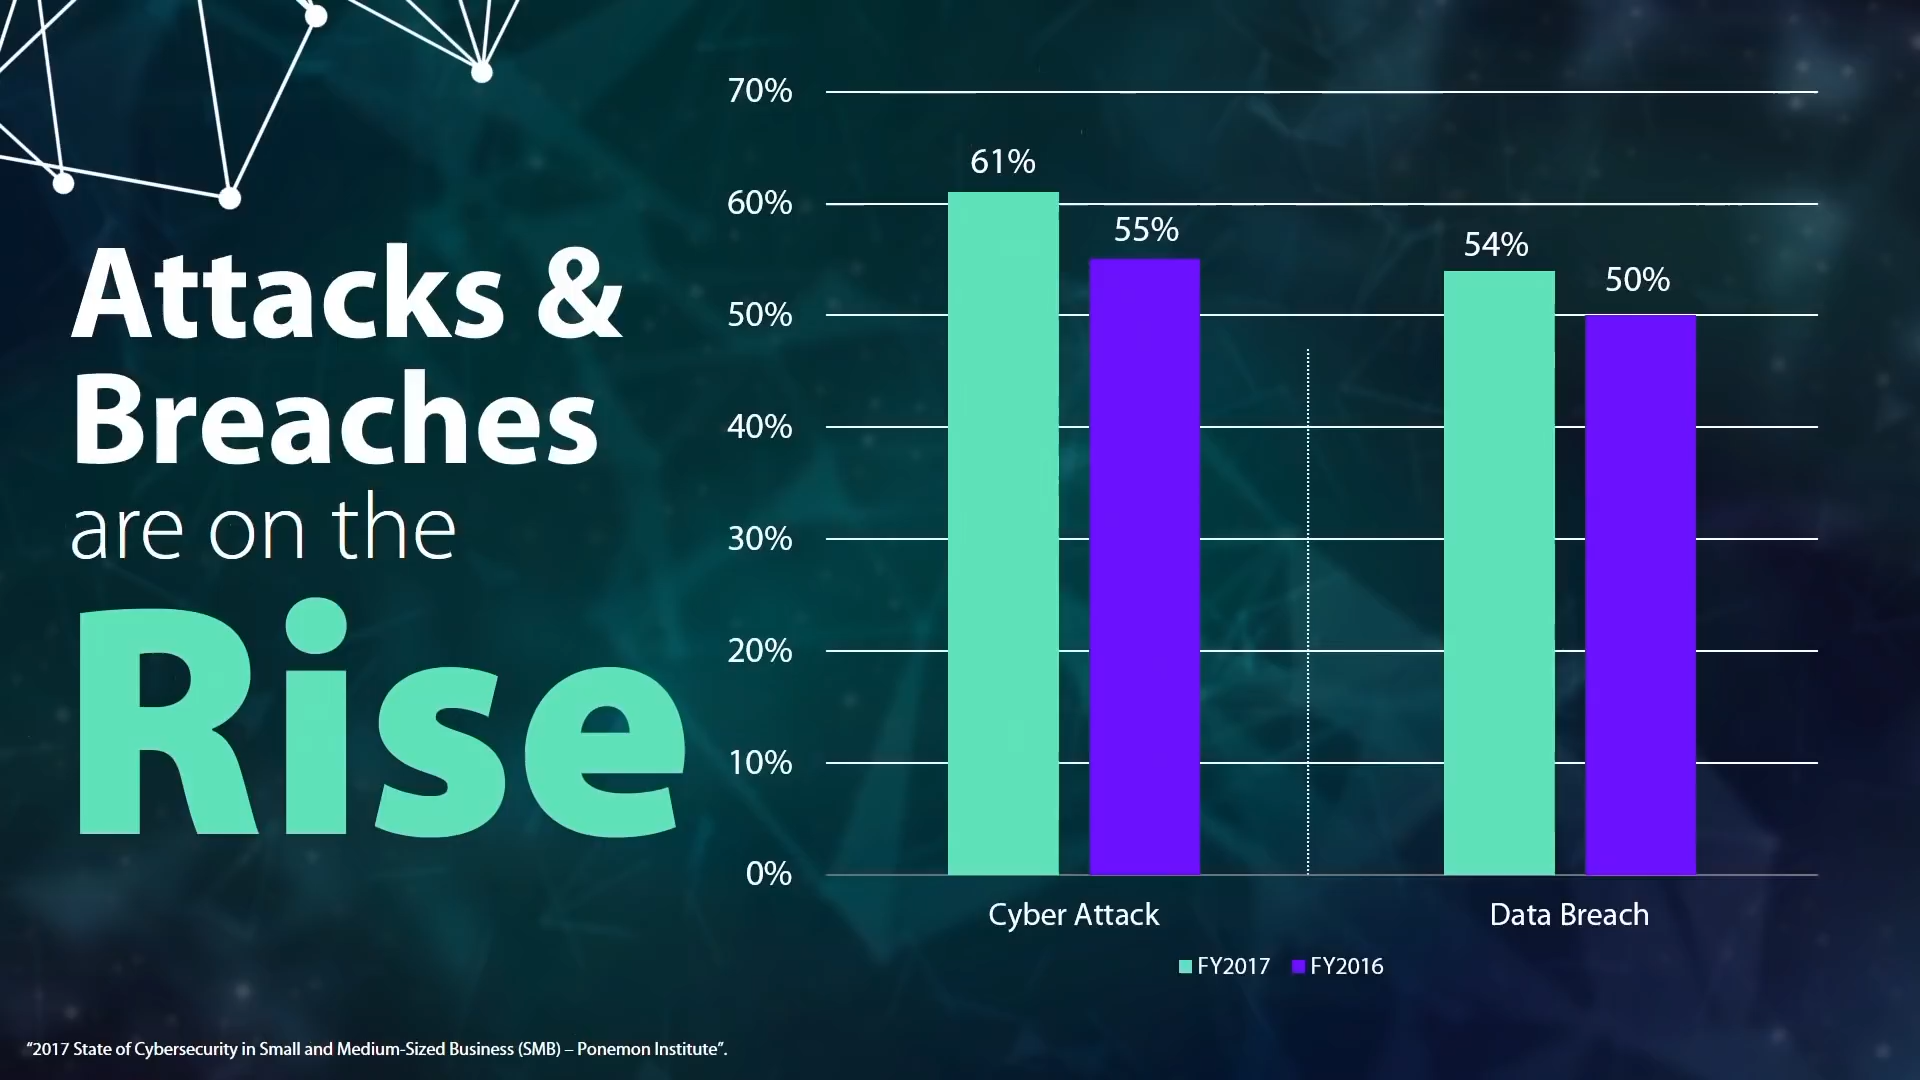 Attacks &
Breaches
are on the
Rise
70%
60%
50%
40%
30%
20%
10%
0%
61%
55%
54%
50%
Cyber Attack
Data Breach
FY2017 FY2016
“2017 State of Cybersecurity in Small and Medium-Sized Business (SMB) – Ponemon Institute”.